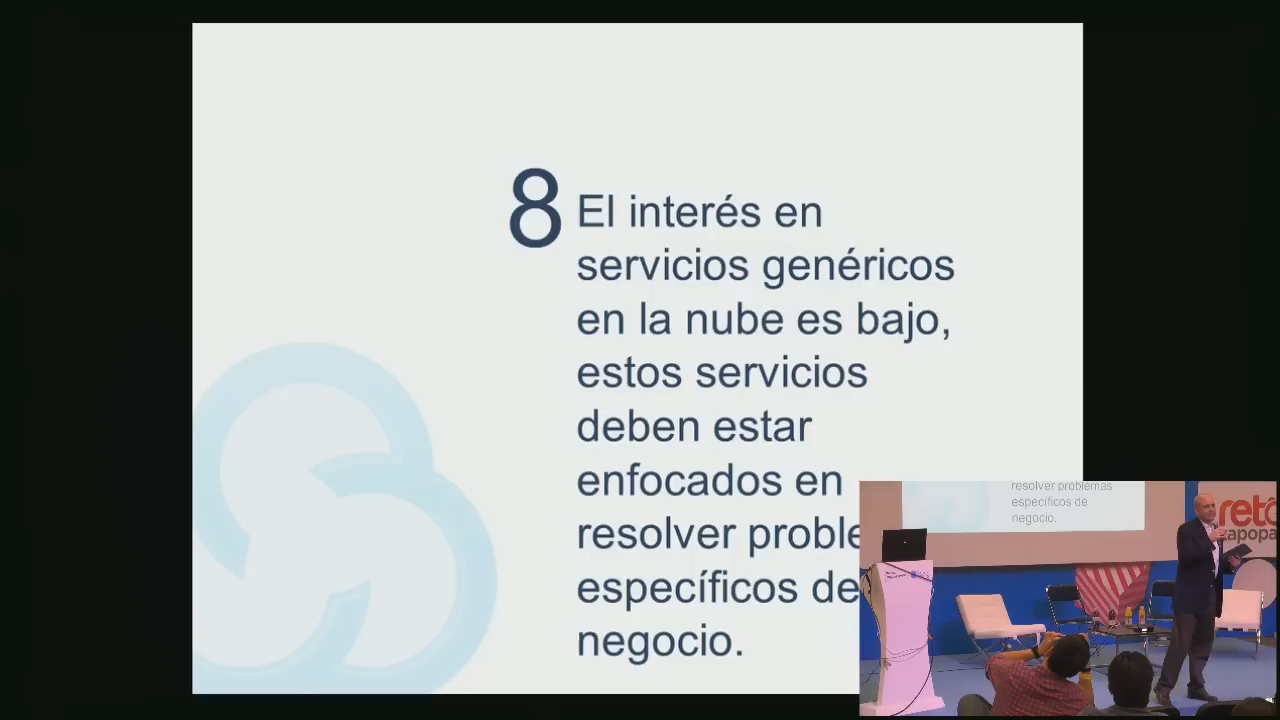 8 El interés en
servicios genéricos
en la nube es bajo,
estos servicios
deben estar
enfocados en
resolver proble
específicos de
negocio.
resolver problemas
específicos de
negocio.